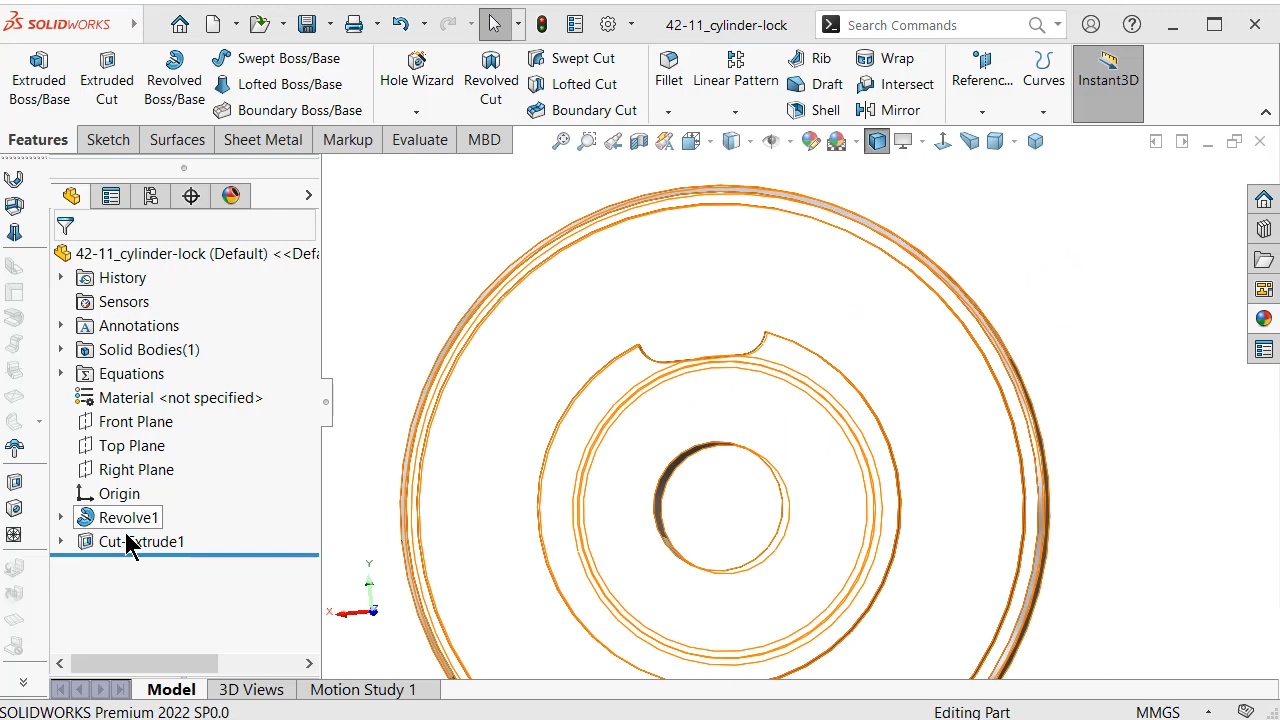 SOLIDWORKS
42-11_cylinder-lock
Search Commands
Extruded Boss/Base
Extruded Cut
Revolved Boss/Base
Swept Boss/Base
Lofted Boss/Base
Boundary Boss/Base
Hole Wizard
Revolved Cut
Swept Cut
Lofted Cut
Boundary Cut
Fillet
Linear Pattern
Rib
Draft
Shell
Wrap
Intersect
Mirror
Referenc...
Curves
Instant3D
Features
Sketch
Surfaces
Sheet Metal
Markup
Evaluate
MBD
42-11_cylinder-lock (Default) <<Def
History
Sensors
Annotations
Solid Bodies(1)
Equations
Material <not specified>
Front Plane
Top Plane
Right Plane
Origin
Revolve1
Cut-Extrude1
Y
X
Z
Model
3D Views
Motion Study 1
SOLIDWORKS Premium 2022 SP0.0
Editing Part
MMGS